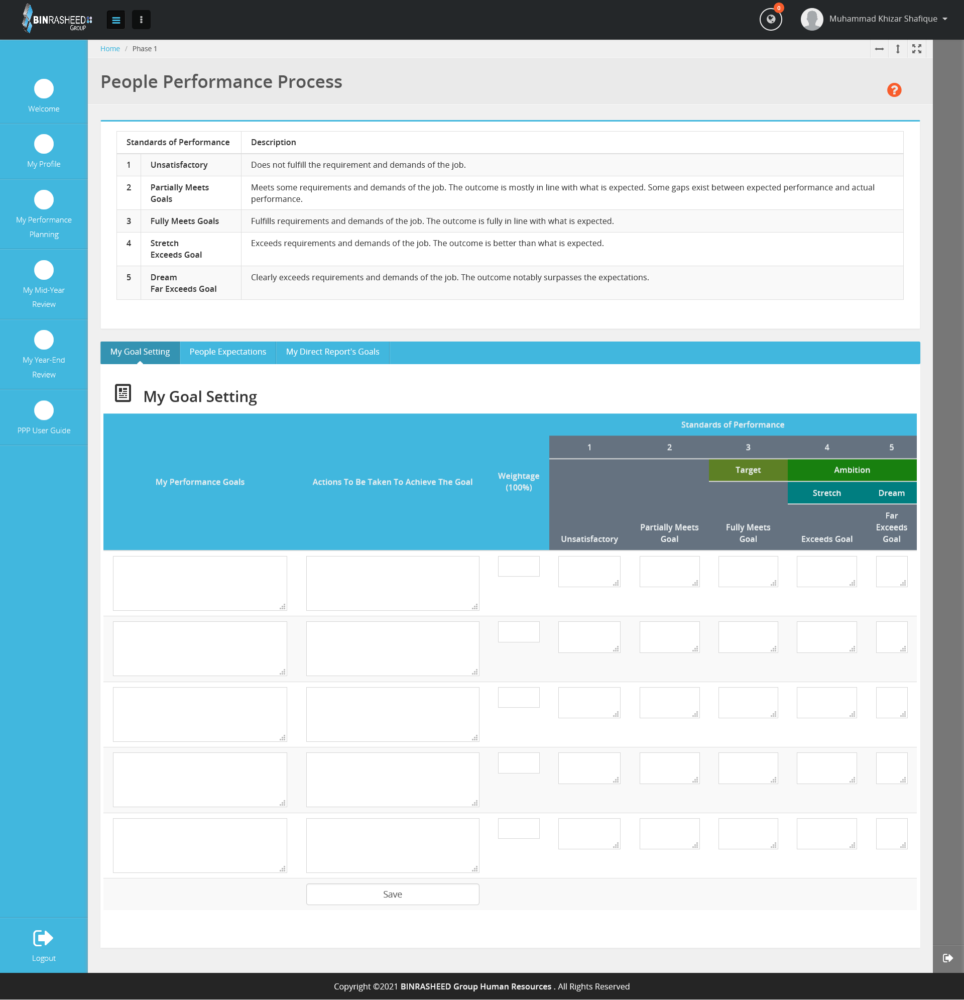 BINRASHEED
GROUP
0
Muhammad Khizar Shafique
Home / Phase 1
People Performance Process
?
Welcome
My Profile
My Performance
Planning
My Mid-Year
Review
My Year-End
Review
PPP User Guide
Logout
Standards of Performance Description
1 Unsatisfactory Does not fulfill the requirement and demands of the job.
2 Partially Meets Goals Meets some requirements and demands of the job. The outcome is mostly in line with what is expected. Some gaps exist between expected performance and actual
performance.
3 Fully Meets Goals Fulfills requirements and demands of the job. The outcome is fully in line with what is expected.
4 Stretch Exceeds requirements and demands of the job. The outcome is better than what is expected.
Exceeds Goal
5 Dream Clearly exceeds requirements and demands of the job. The outcome notably surpasses the expectations.
Far Exceeds Goal
My Goal Setting People Expectations My Direct Report's Goals
My Goal Setting
My Performance Goals
Actions To Be Taken To Achieve The Goal
Weightage
(100%)
Standards of Performance
1 2 3 4 5
Target Ambition
Stretch Dream
Unsatisfactory
Partially Meets
Goal
Fully Meets
Goal
Exceeds Goal
Far
Exceeds
Goal
Save
Copyright ©2021 BINRASHEED Group Human Resources . All Rights Reserved